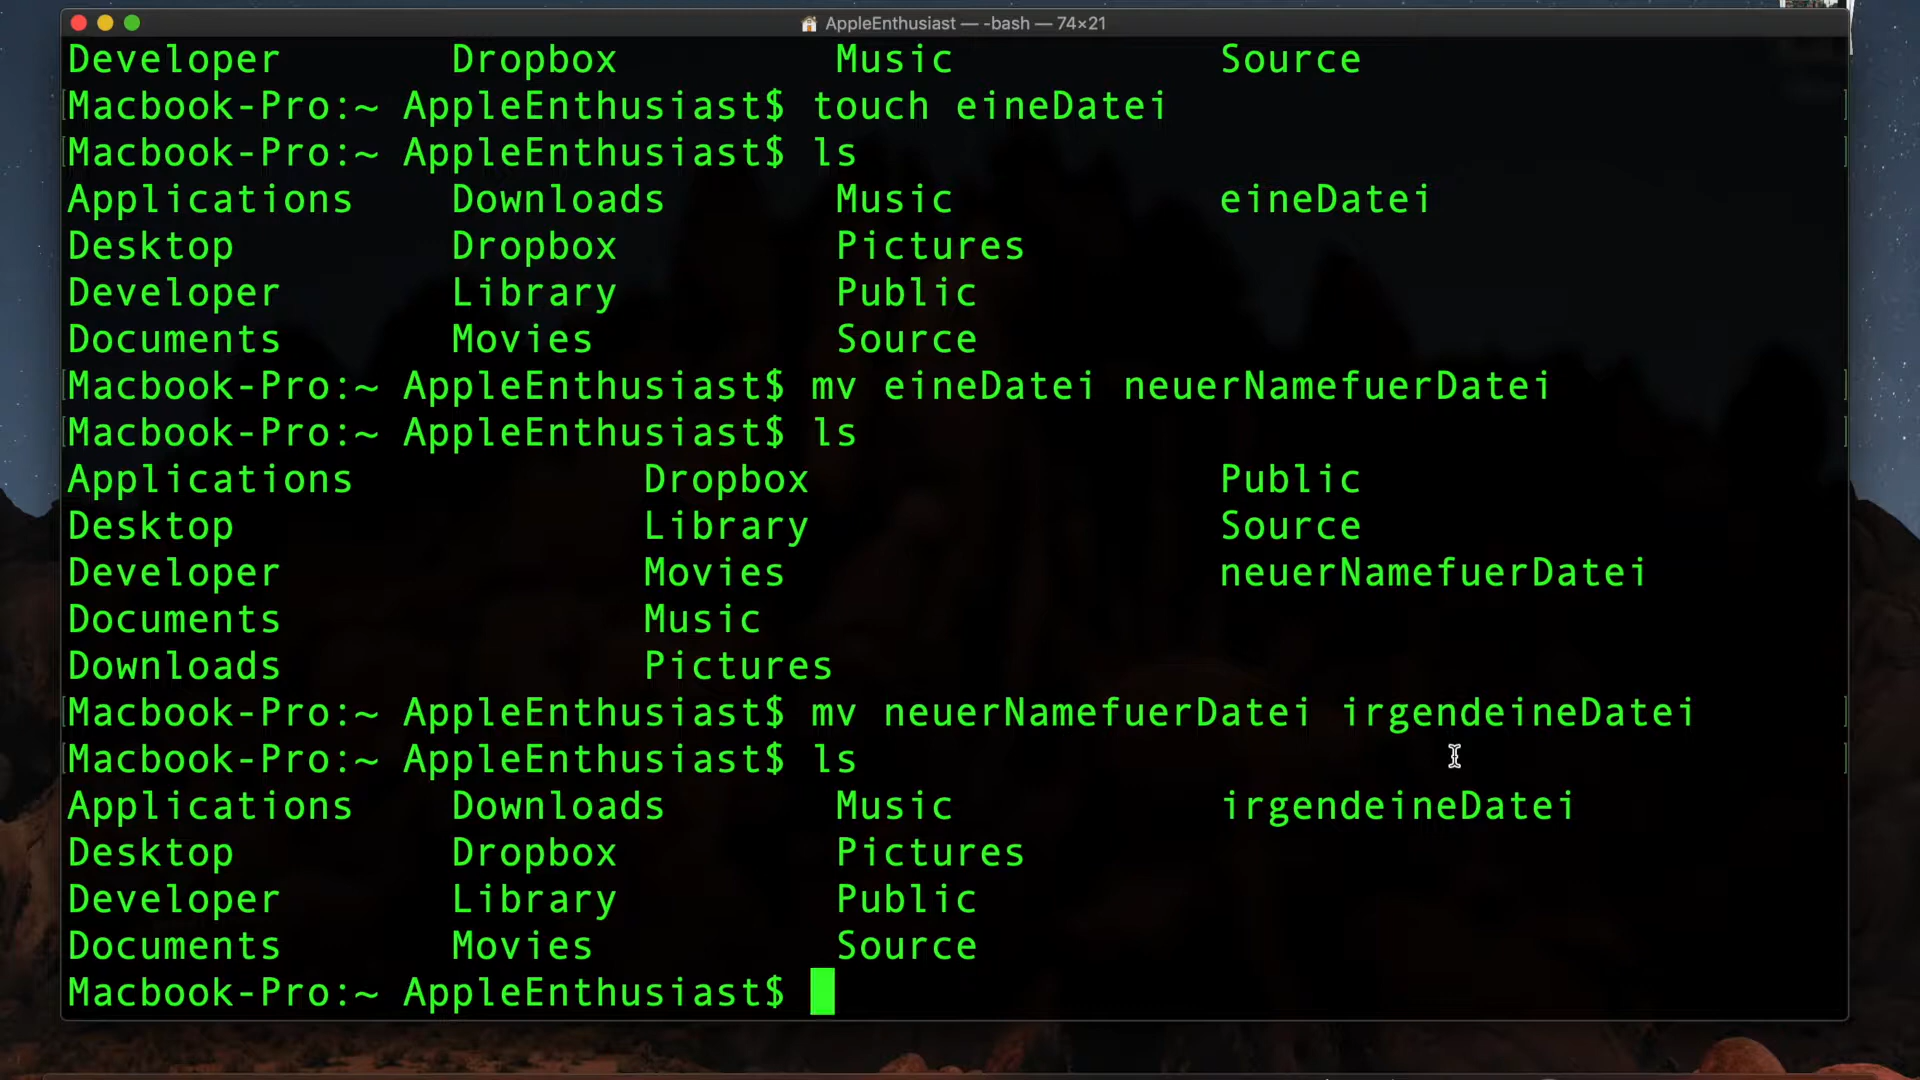 AppleEnthusiast — -bash — 74×21
Developer Dropbox Music Source
Macbook-Pro:~ AppleEnthusiast$ touch eineDatei
Macbook-Pro:~ AppleEnthusiast$ ls
Applications Downloads Music eineDatei
Desktop Dropbox Pictures
Developer Library Public
Documents Movies Source
Macbook-Pro:~ AppleEnthusiast$ mv eineDatei neuerNamefuerDatei
Macbook-Pro:~ AppleEnthusiast$ ls
Applications Dropbox Public
Desktop Library Source
Developer Movies neuerNamefuerDatei
Documents Music
Downloads Pictures
Macbook-Pro:~ AppleEnthusiast$ mv neuerNamefuerDatei irgendeineDatei
Macbook-Pro:~ AppleEnthusiast$ ls
Applications Downloads Music irgendeineDatei
Desktop Dropbox Pictures
Developer Library Public
Documents Movies Source
Macbook-Pro:~ AppleEnthusiast$